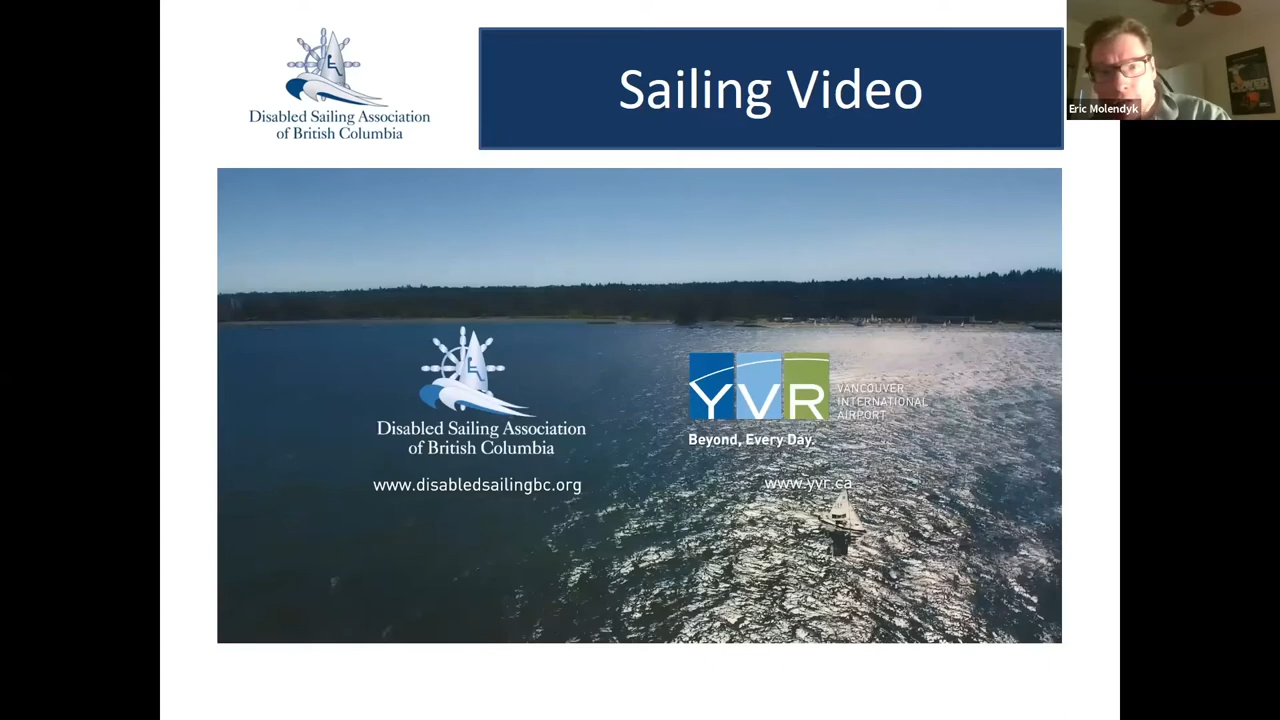 Disabled Sailing Association
of British Columbia
Sailing Video
Eric Molendyk
Disabled Sailing Association
of British Columbia
www.disabledsailingbc.org
YVR
VANCOUVER
INTERNATIONAL
AIRPORT
Beyond, Every Day.
www.yvr.ca